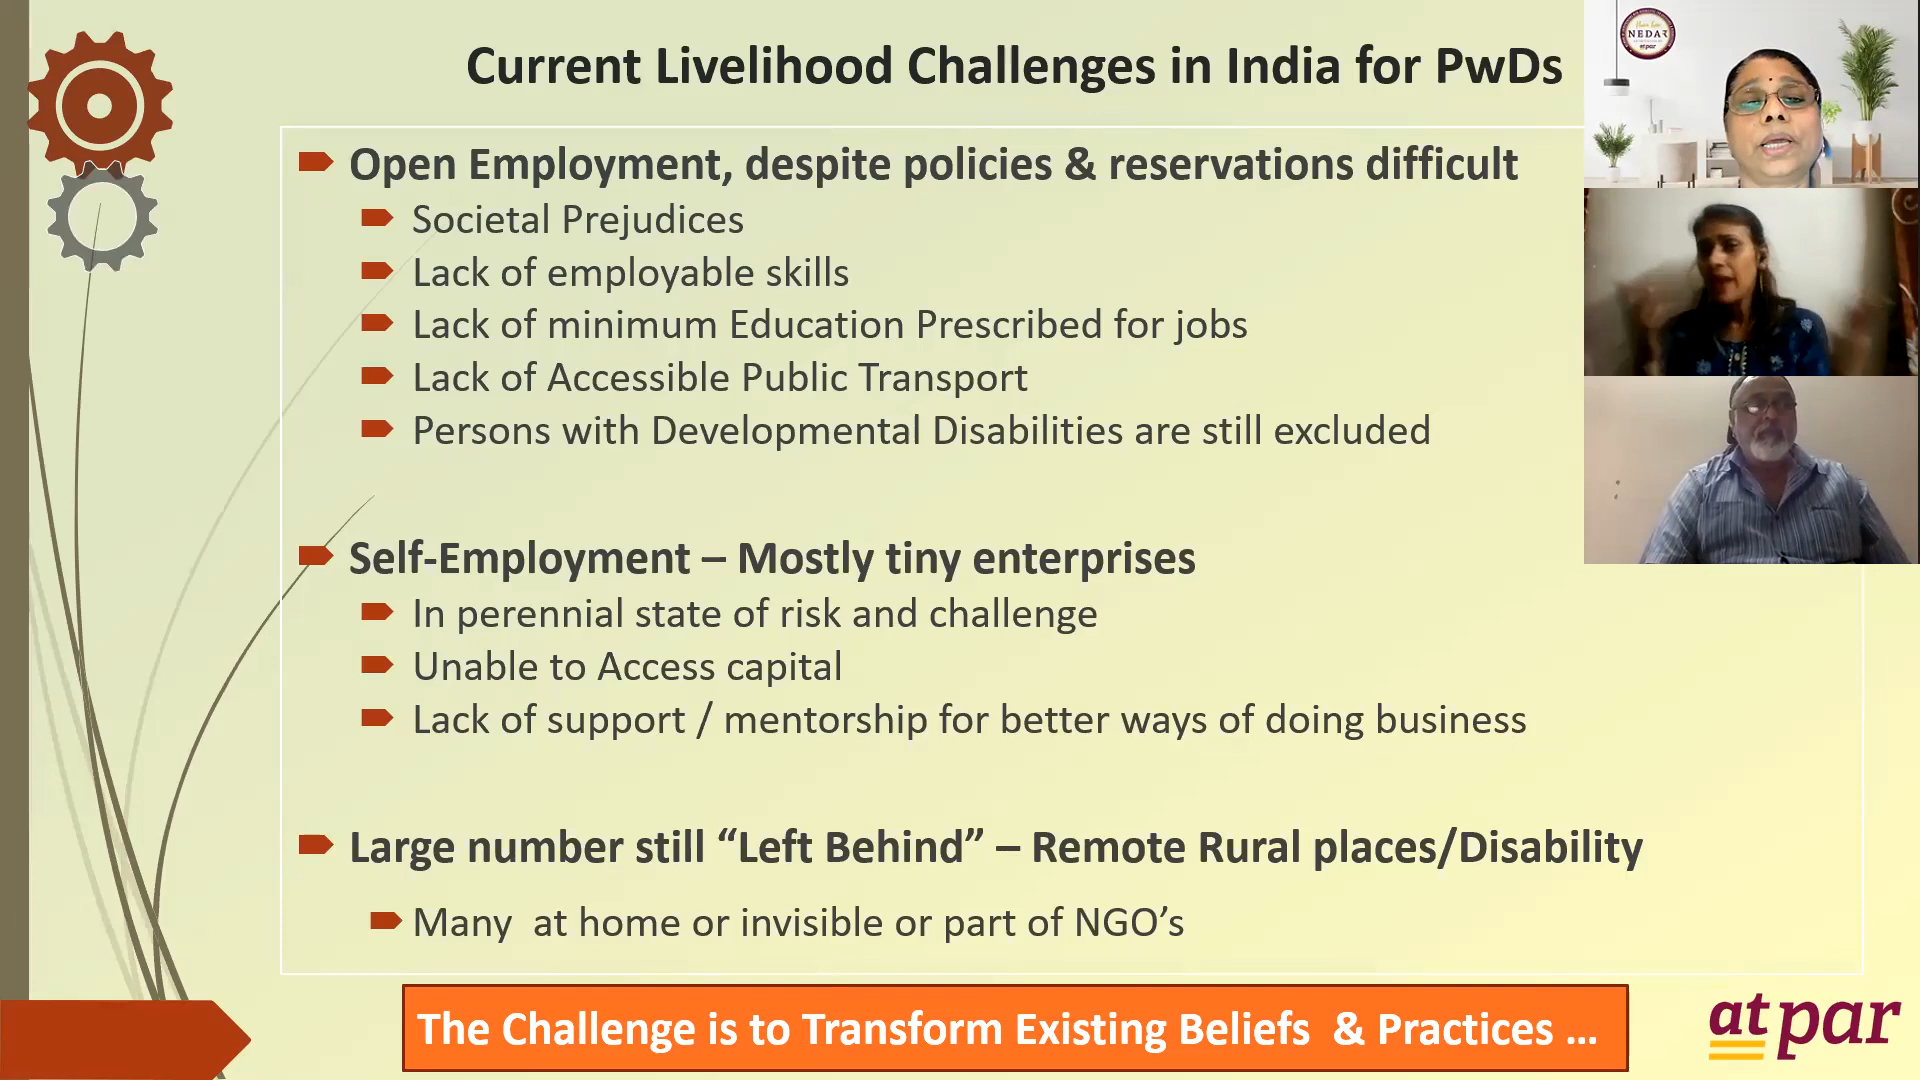 Current Livelihood Challenges in India for PwDs
Open Employment, despite policies & reservations difficult
Societal Prejudices
Lack of employable skills
Lack of minimum Education Prescribed for jobs
Lack of Accessible Public Transport
Persons with Developmental Disabilities are still excluded
Self-Employment – Mostly tiny enterprises
In perennial state of risk and challenge
Unable to Access capital
Lack of support / mentorship for better ways of doing business
Large number still “Left Behind” – Remote Rural places/Disability
Many  at home or invisible or part of NGO’s
The Challenge is to Transform Existing Beliefs  & Practices ...
at par
NEDAR
at par